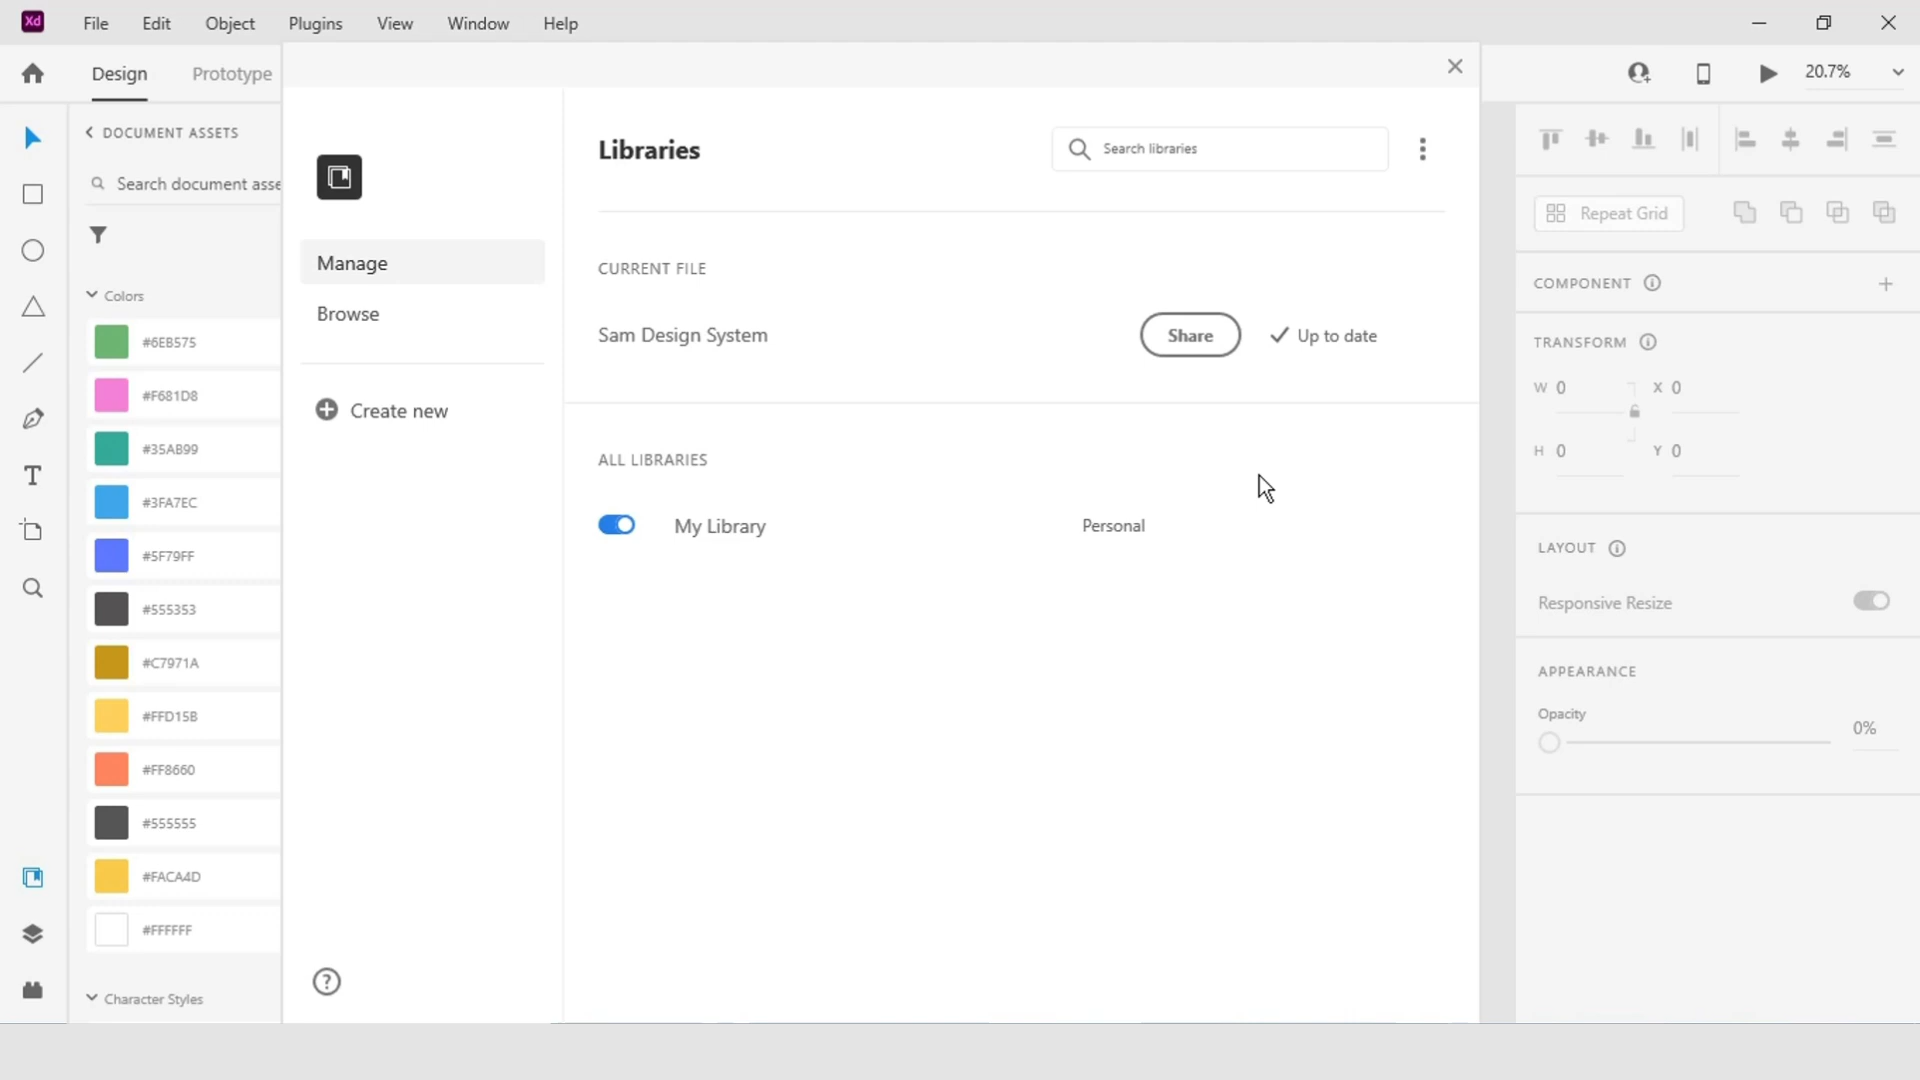 Xd File Edit Object Plugins View Window Help
Design Prototype 20.7%
DOCUMENT ASSETS
Search document asse
Colors
#6EB575
#F681D8
#35AB99
#3FA7EC
#5F79FF
#555353
#C7971A
#FFD15B
#FF8660
#555555
#FACA4D
#FFFFFF
Character Styles
Manage
Browse
Create new
Libraries
Search libraries
CURRENT FILE
Sam Design System Share Up to date
ALL LIBRARIES
My Library Personal
Repeat Grid
COMPONENT
TRANSFORM
W 0 X 0
H 0 Y 0
LAYOUT
Responsive Resize
APPEARANCE
Opacity
0%